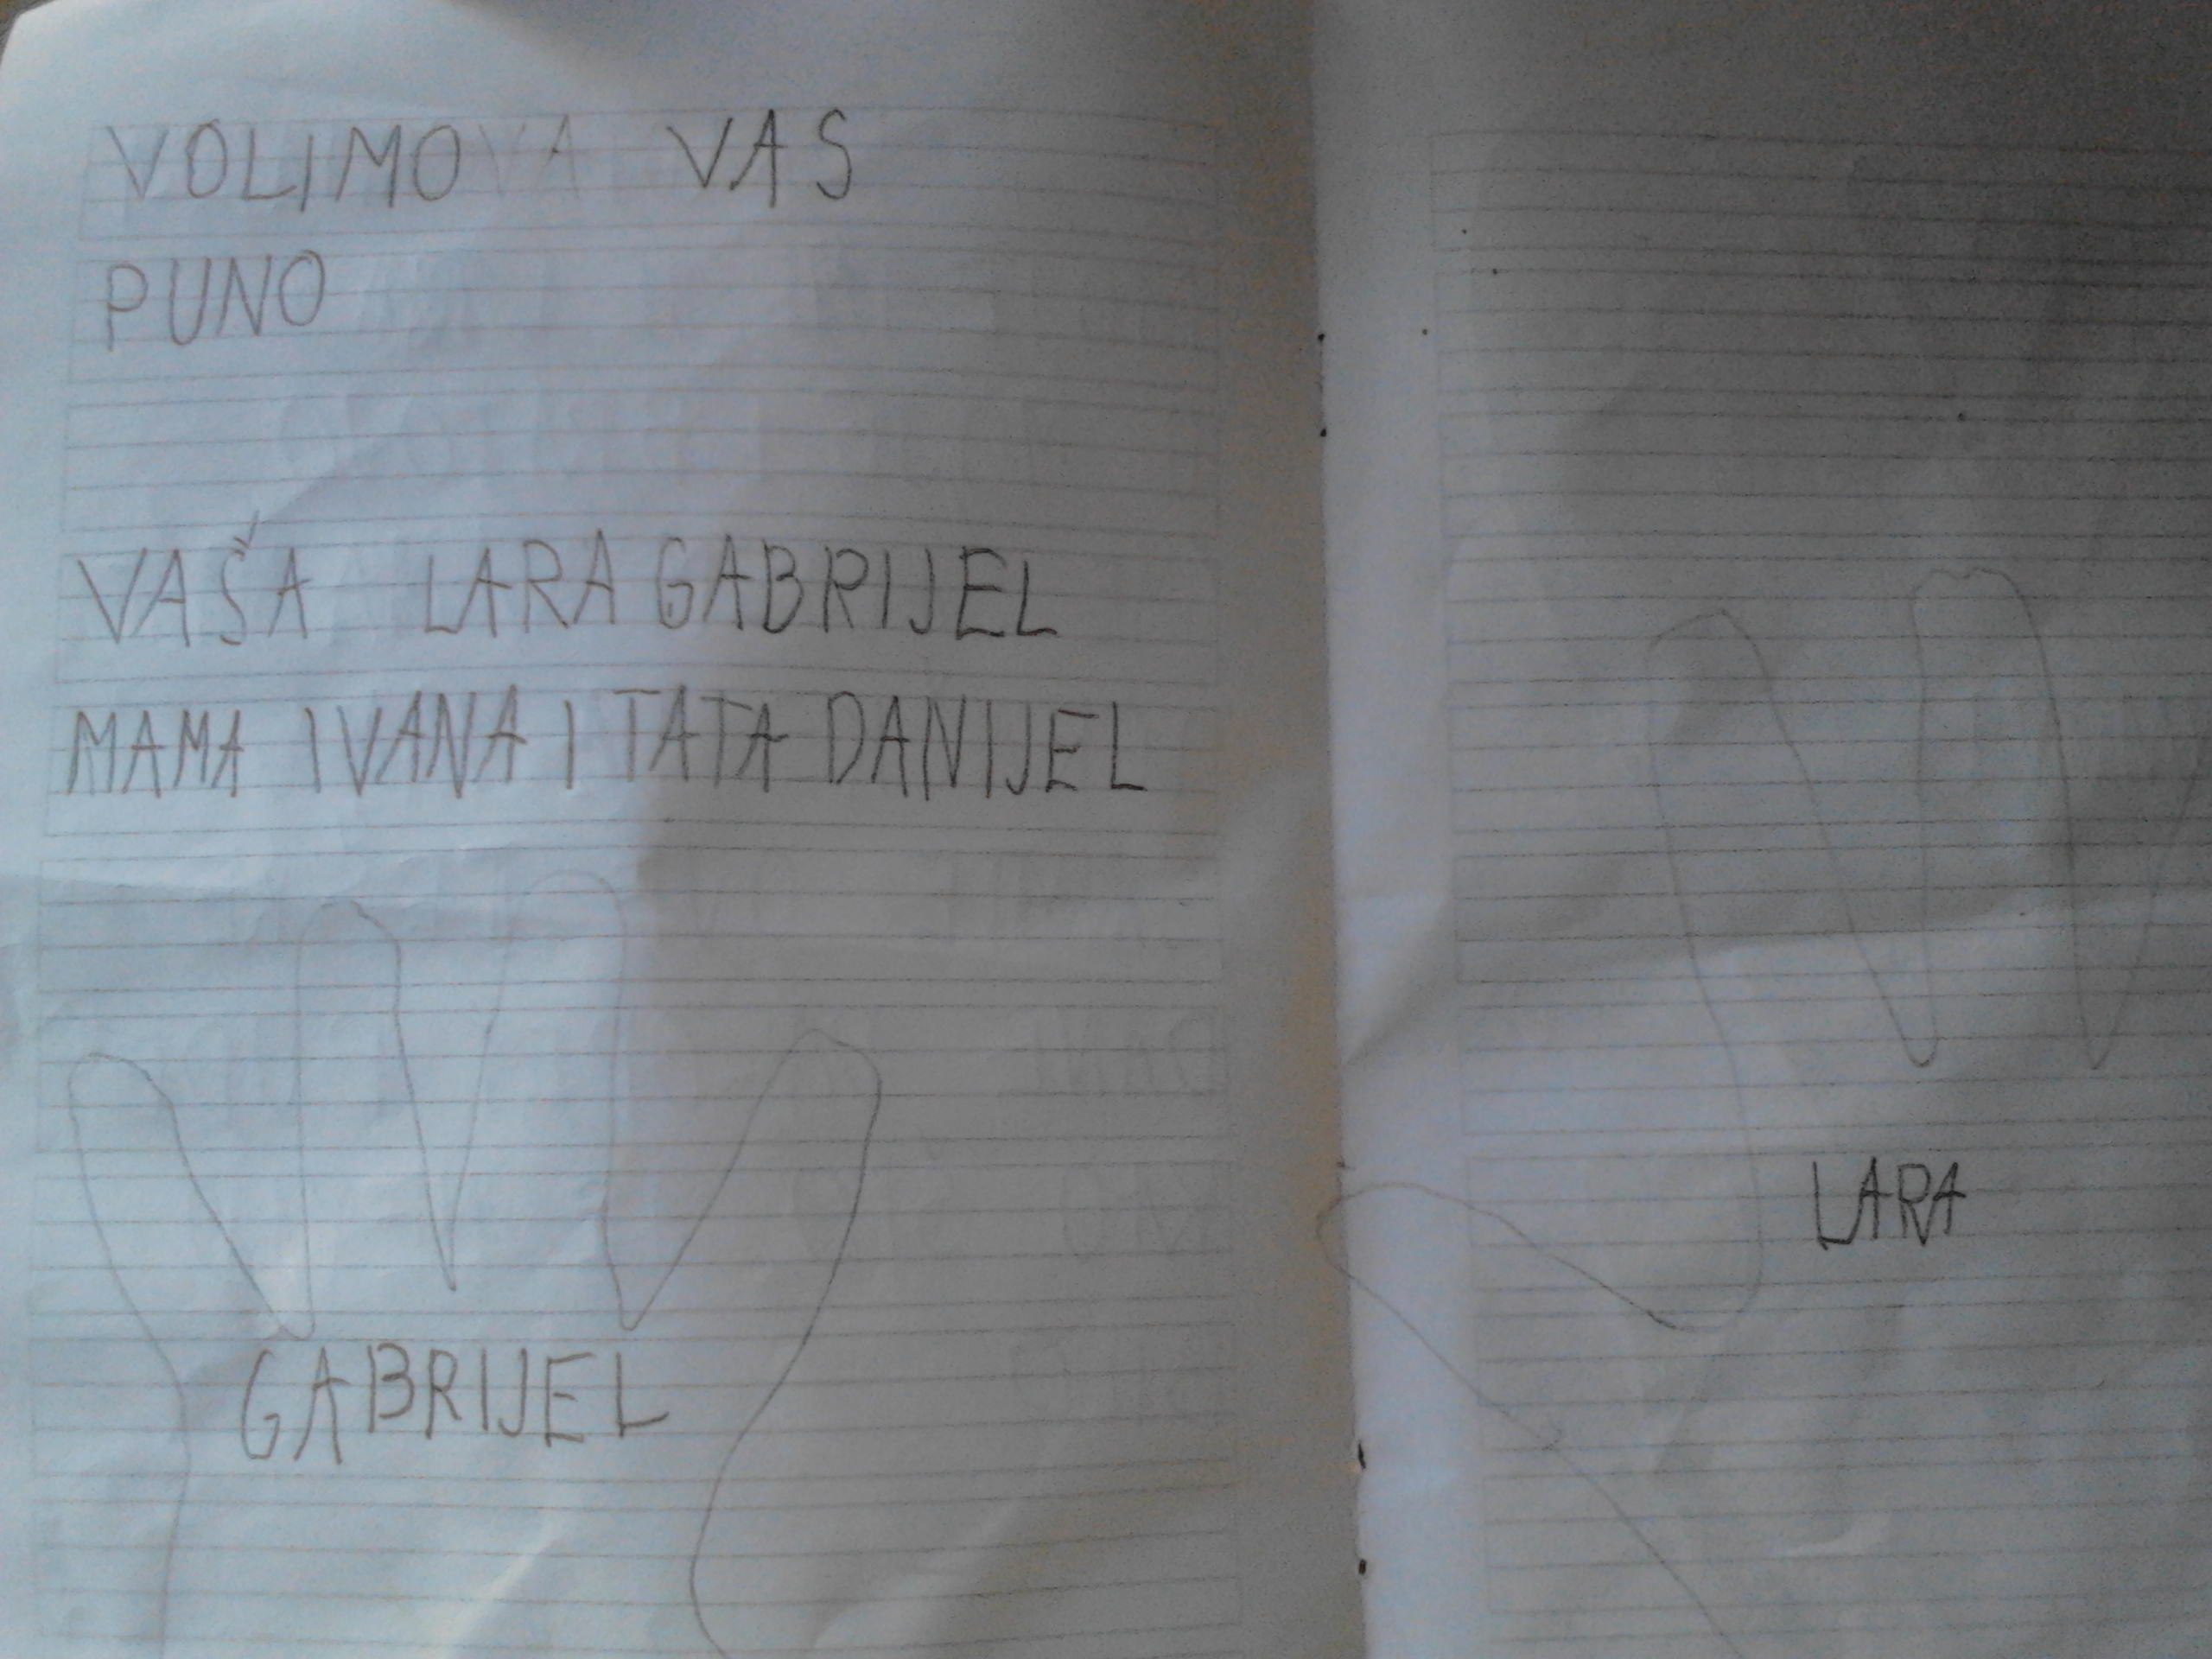 VOLIMO VAS
PUNO
VAŠA LARA GABRIJEL
MAMA IVANA I TATA DANIJEL
GABRIJEL
LARA